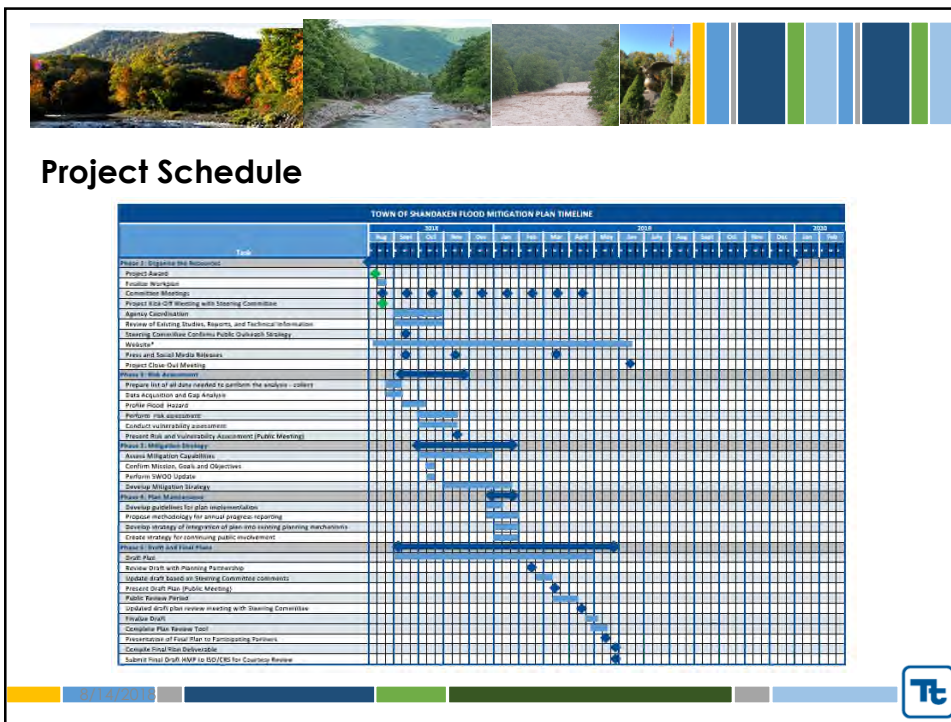 Project Schedule
TOWN OF SHANDAKEN FLOOD MITIGATION PLAN TIMELINE
2018 2019 2020
Task Aug Sept Oct Nov Dec Jan Feb Mar April May Jun July Aug Sept Oct Nov Dec Jan Feb
Phase 1: Organize the Resources
Project Award
Finalize Workplan
Committee Meetings
Project Kick-Off Meeting with Steering Committee
Agency Coordination
Review of Existing Studies, Reports, and Technical Information
Steering Committee Confirms Public Outreach Strategy
Website*
Press and Social Media Releases
Project Close Out Meeting
Phase 2: Risk Assessment
Prepare list of all data needed to perform the analysis - collect
Data Acquistion and Gap Analysis
Profile Flood Hazard
Perform risk assessment
Conduct vulnerability assessment
Present Risk and Vulnerability Assessment (Public Meeting)
Phase 3: Mitigation Strategy
Assess Mitigation Capabilities
Confirm Mission, Goals and Objectives
Perform SWOO Update
Develop Mitigation Strategy
Phase 4: Plan Maintenance
Develop guidelines for plan implementation
Propose methodology for annual progress reporting
Develop strategy of integration of plan into existing planning mechanisms
Create strategy for continuing public involvement
Phase 5: Draft and Final Plans
Draft Plan
Review Draft with Planning Partnership
Update draft based on Steering Committee comments
Present Draft Plan (Public Meeting)
Public Review Period
Updated draft plan review meeting with Steering Committee
Finalize Draft
Complete Plan Review Tool
Presentation of Final Plan to Participating Partners
Compile Final Plan Deliverable
Submit Final Draft HMP to ISO/CRS for Courtesy Review
8/14/2018
Tt